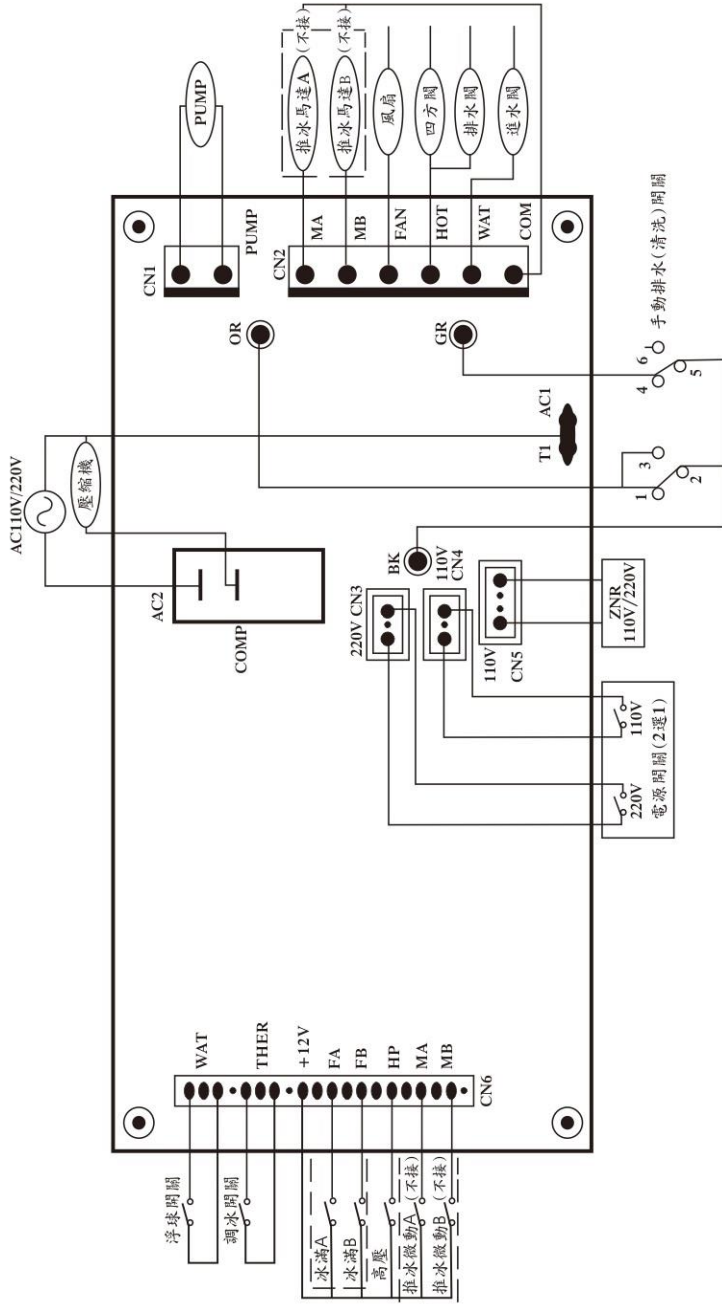 浮球開關
調冰開關
冰滿A
冰滿B
高壓
推冰微動A (不接)
推冰微動B (不接)
WAT
THER
+12V
FA
FB
HP
MA
MB
CN6
AC110V/220V
壓縮機
AC2
COMP
220V CN3
110V
CN4
110V
CN5
BK
220V
110V
電源開關(2選1)
ZNR
110V/220V
T1
AC1
OR
GR
1
2
3
4
5
6
手動排水(清洗)開關
CN1
PUMP
PUMP
CN2
MA
MB
FAN
HOT
WAT
COM
推冰馬達A (不接)
推冰馬達B (不接)
風扇
四方閥
排水閥
進水閥